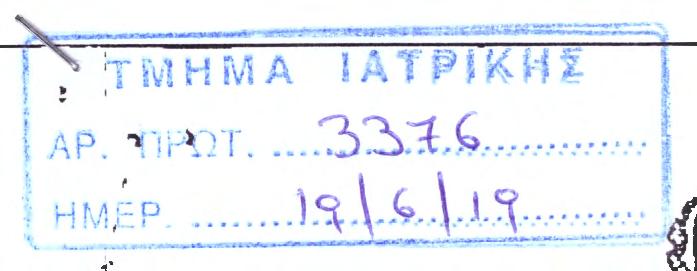 ΤΜΗΜΑ ΙΑΤΡΙΚΗΣ
ΑΡ. ΠΡΩΤ. 3376
ΗΜΕΡ. 19/6/19